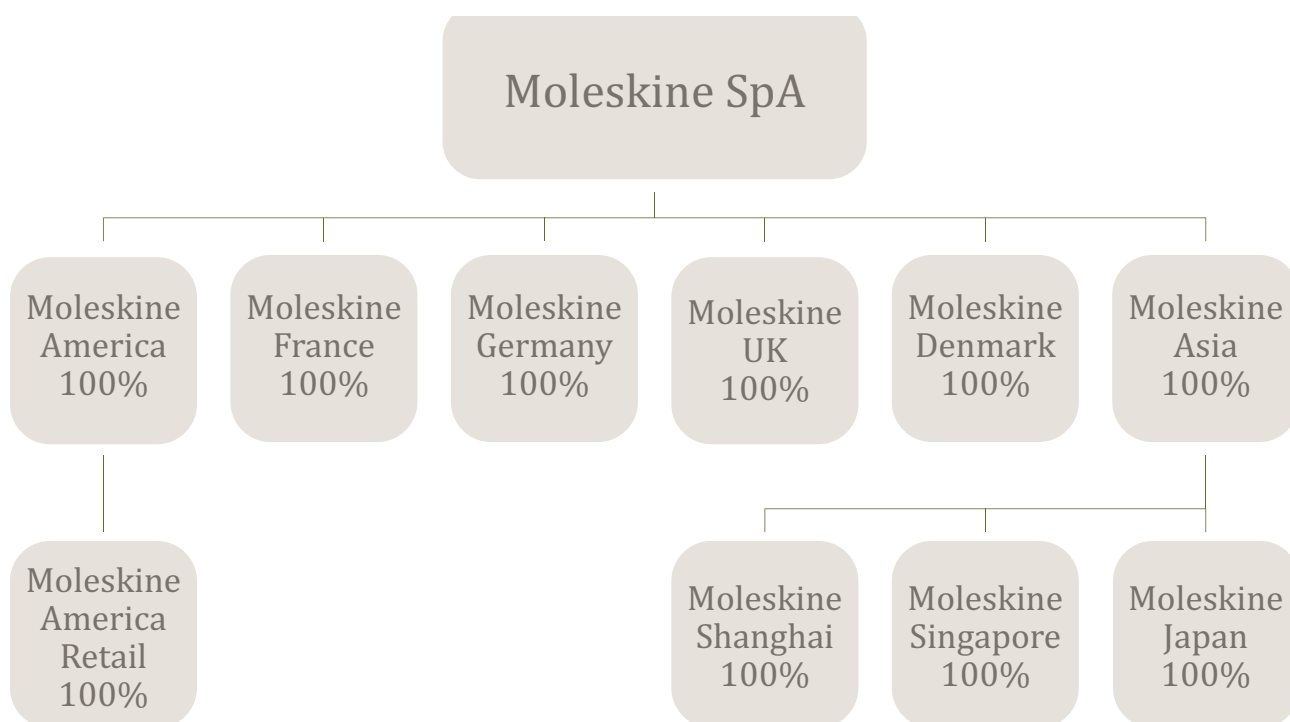 Moleskine SpA
Moleskine
America
100%
Moleskine
France
100%
Moleskine
Germany
100%
Moleskine
UK
100%
Moleskine
Denmark
100%
Moleskine
Asia
100%
Moleskine
America
Retail
100%
Moleskine
Shanghai
100%
Moleskine
Singapore
100%
Moleskine
Japan
100%